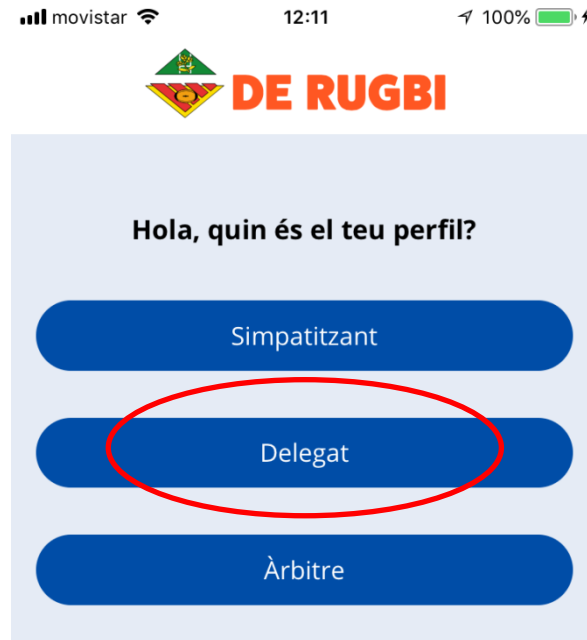 movistar 12:11 100%
DE RUGBI
Hola, quin és el teu perfil?
Simpatitzant
Delegat
Àrbitre